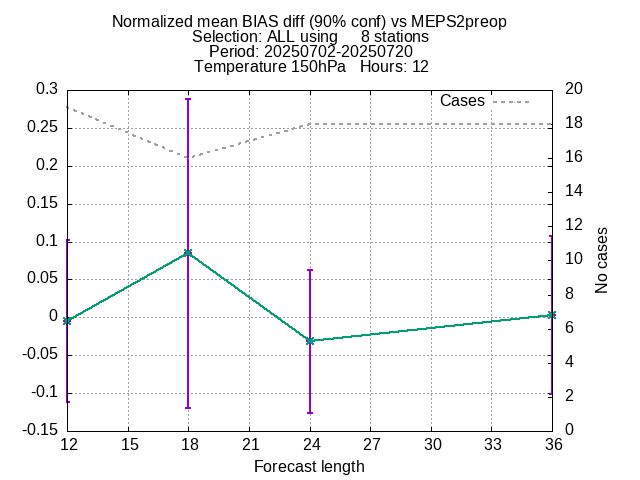 Normalized mean BIAS diff (90% conf) vs MEPS2preop
Selection: ALL using     8 stations
Period: 20250702-20250720
Temperature 150hPa   Hours: 12
Cases
0.3
0.25
0.2
0.15
0.1
0.05
0
-0.05
-0.1
-0.15
20
18
16
14
12
10
8
6
4
2
0
No cases
12 15 18 21 24 27 30 33 36
Forecast length